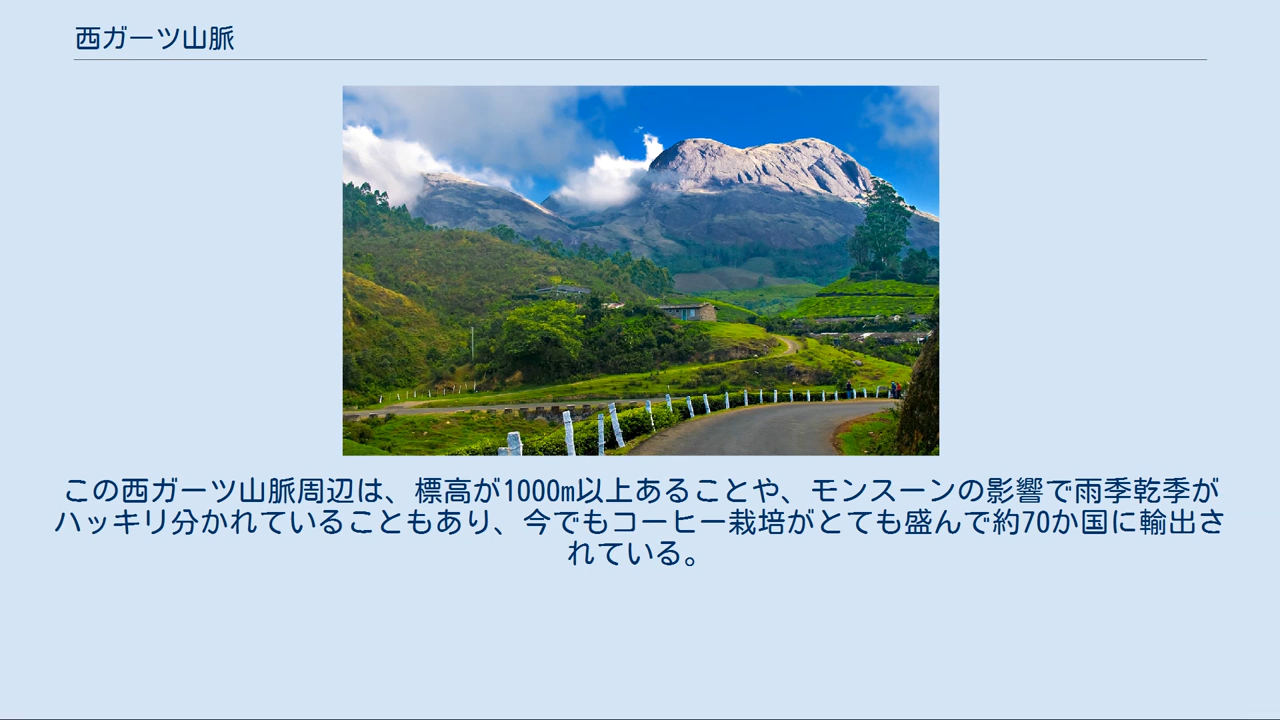 西ガーツ山脈
この西ガーツ山脈周辺は、標高が1000m以上あることや、モンスーンの影響で雨季乾季が
ハッキリ分かれていることもあり、今でもコーヒー栽培がとても盛んで約70か国に輸出さ
れている。